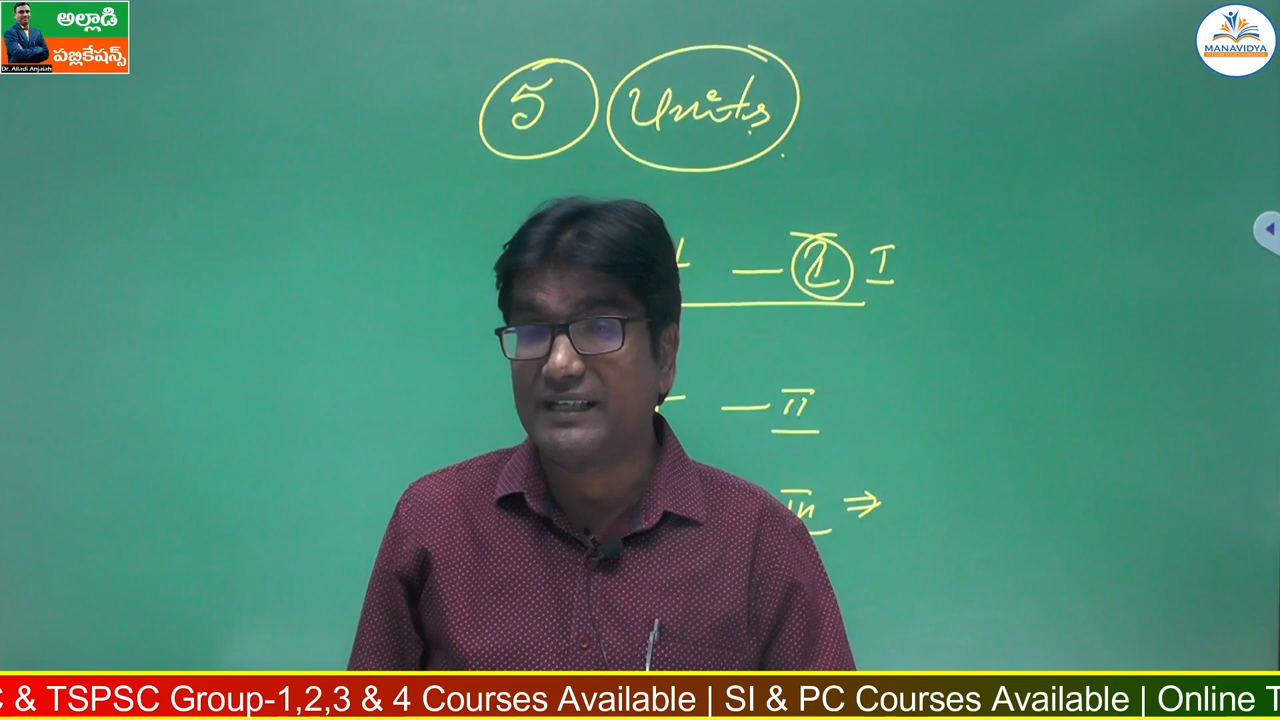 అల్లాడి
పబ్లికేషన్స్
Dr. Alladi Anjaiah
MANAVIDYA
5 Units
— I I
— II
III ⇒
C & TSPSC Group-1,2,3 & 4 Courses Available | SI & PC Courses Available | Online T